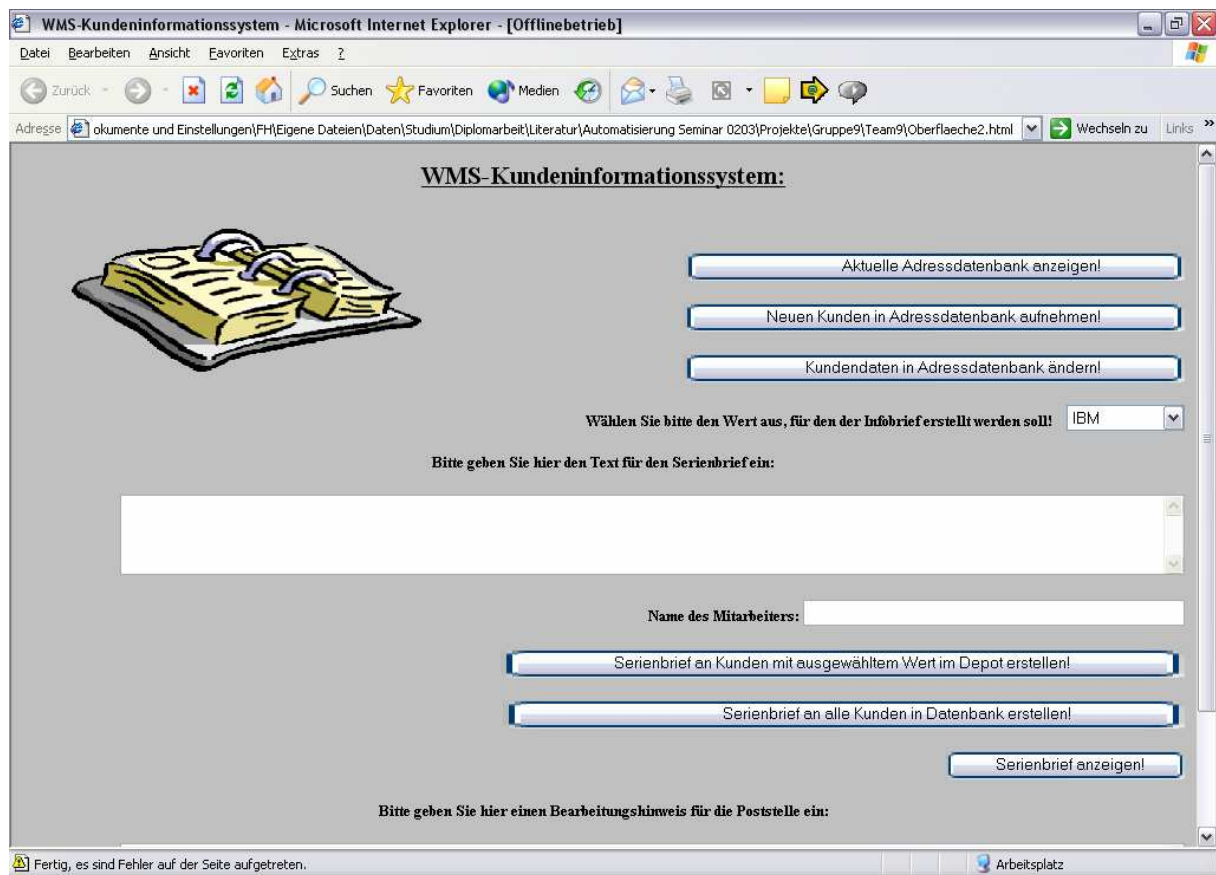 WMS-Kundeninformationssystem - Microsoft Internet Explorer - [Offlinebetrieb]
Datei Bearbeiten Ansicht Favoriten Extras ?
Zurück Suchen Favoriten Medien
Adresse okumente und Einstellungen\FH\Eigene Dateien\Daten\Studium\Diplomarbeit\Literatur\Automatisierung Seminar 0203\Projekte\Gruppe9\Team9\Oberflaeche2.html Wechseln zu Links »
WMS-Kundeninformationssystem:
Aktuelle Adressdatenbank anzeigen!
Neuen Kunden in Adressdatenbank aufnehmen!
Kundendaten in Adressdatenbank ändern!
Wählen Sie bitte den Wert aus, für den der Infobrief erstellt werden soll! IBM
Bitte geben Sie hier den Text für den Serienbrief ein:
Name des Mitarbeiters:
Serienbrief an Kunden mit ausgewähltem Wert im Depot erstellen!
Serienbrief an alle Kunden in Datenbank erstellen!
Serienbrief anzeigen!
Bitte geben Sie hier einen Bearbeitungshinweis für die Poststelle ein:
Fertig, es sind Fehler auf der Seite aufgetreten. Arbeitsplatz